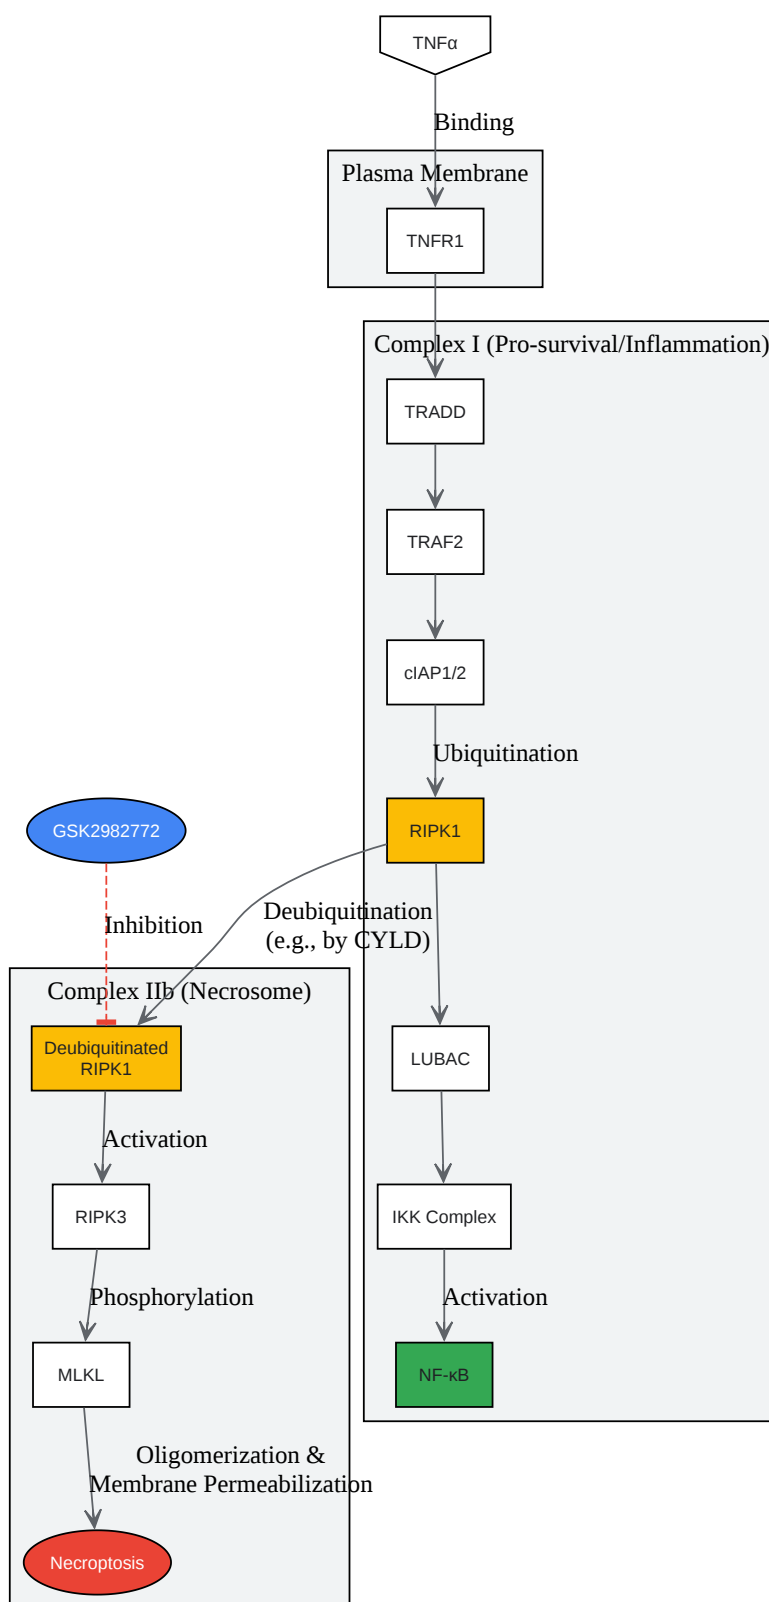 TNFα
Binding
Plasma Membrane
TNFR1
Complex I (Pro-survival/Inflammation)
TRADD
TRAF2
cIAP1/2
Ubiquitination
GSK2982772
RIPK1
Inhibition
Deubiquitination
(e.g., by CYLD)
Complex IIb (Necrosome)
Deubiquitinated
RIPK1
LUBAC
Activation
RIPK3
IKK Complex
Phosphorylation
Activation
MLKL
NF-κB
Oligomerization &
Membrane Permeabilization
Necroptosis